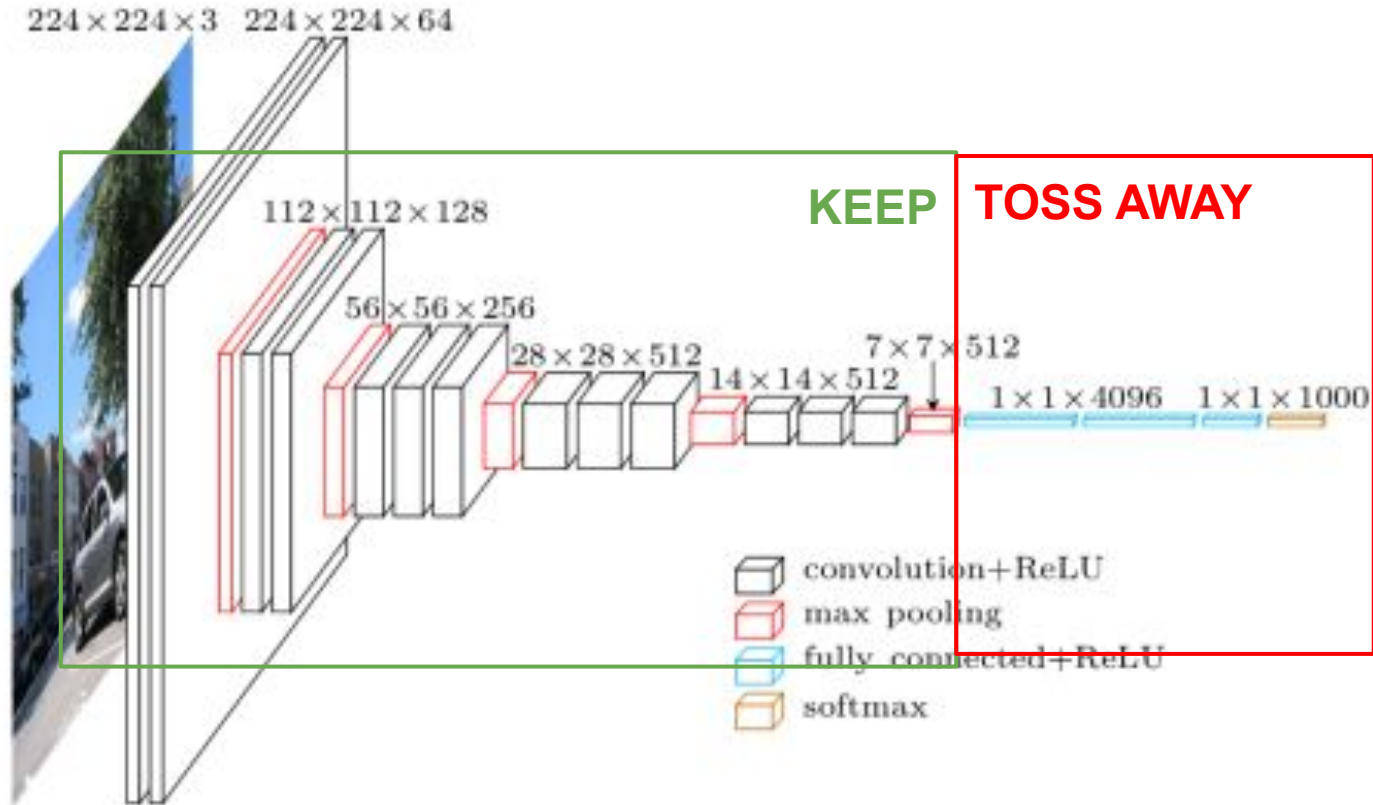 224×224×3 224×224×64
KEEP
TOSS AWAY
112×112×128
56×56×256
28×28×512
7×7×512
14×14×512
1×1×4096
1×1×1000
convolution+ReLU
max pooling
fully connected+ReLU
softmax